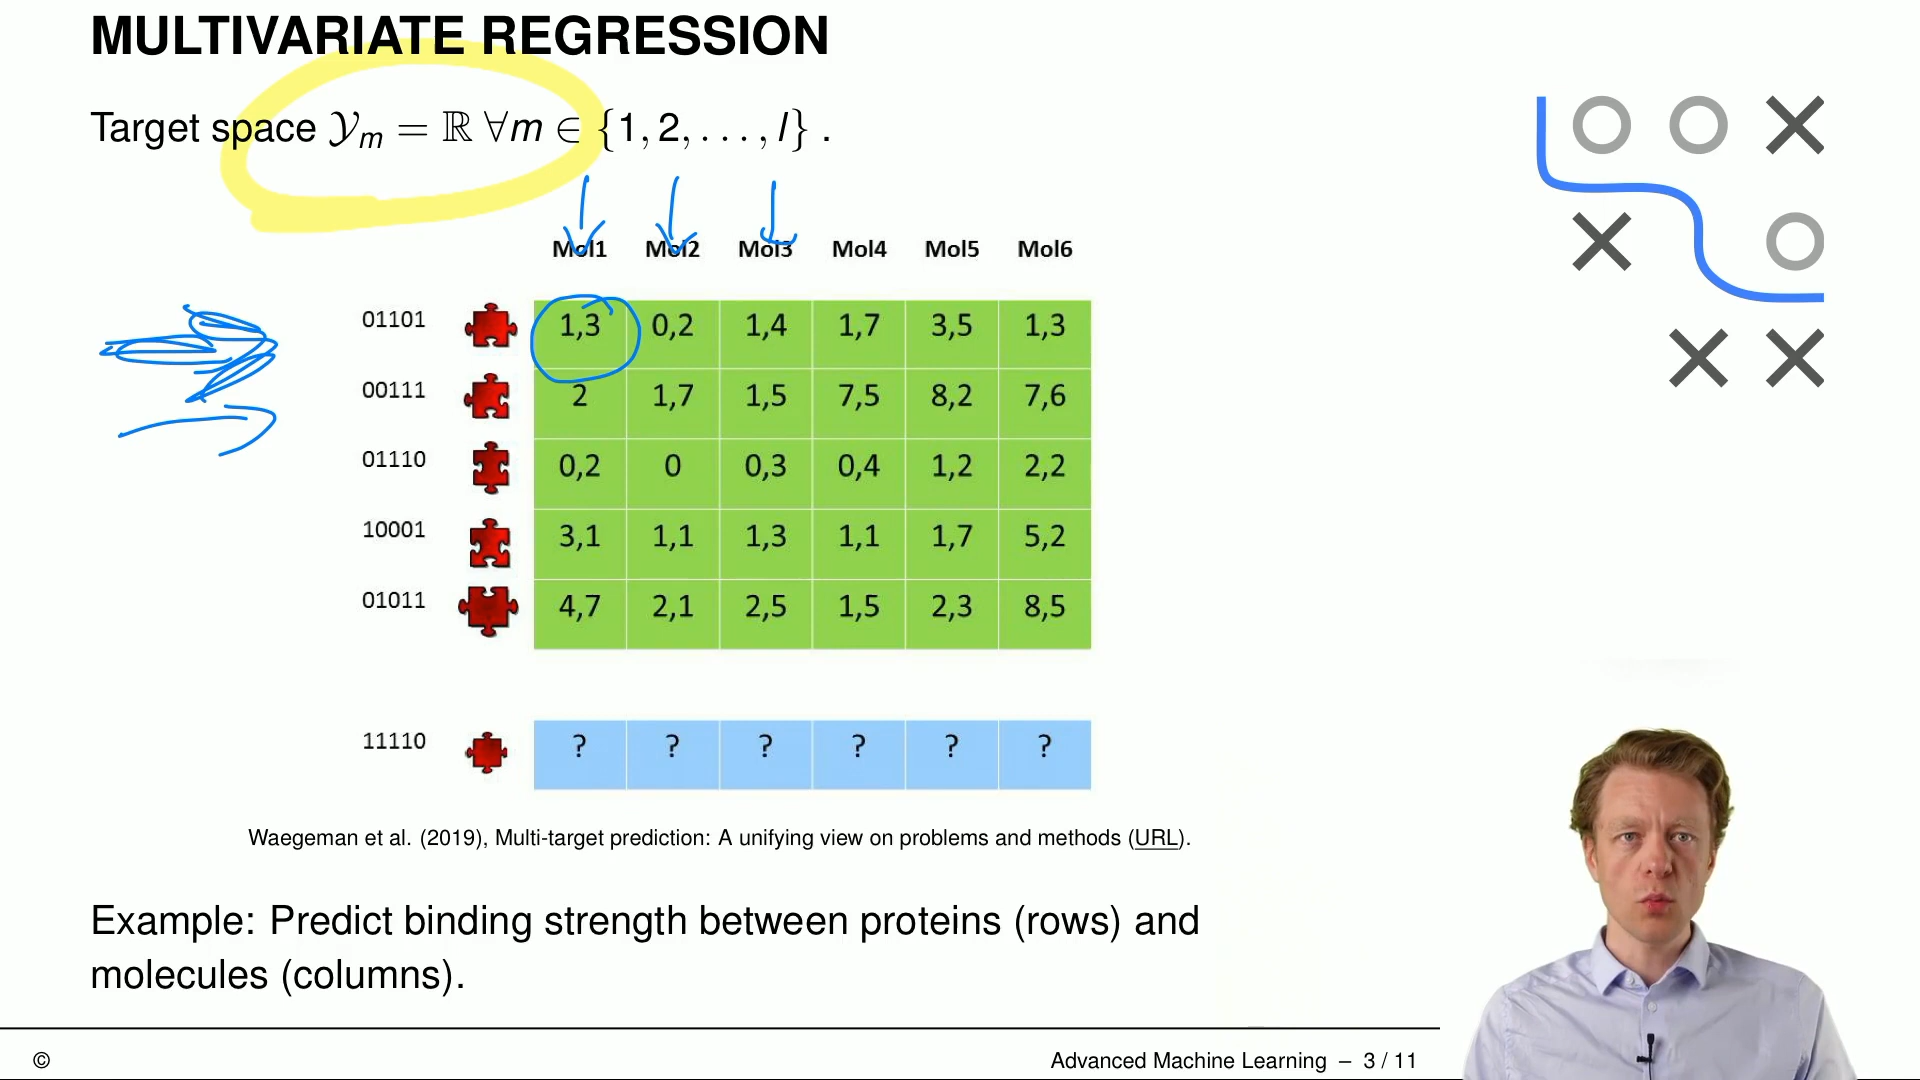 MULTIVARIATE REGRESSION
Target space 𝒴ₘ = ℝ ∀m ∈ {1, 2, . . . , l} .
Mol1 Mol2 Mol3 Mol4 Mol5 Mol6
01101 1,3 0,2 1,4 1,7 3,5 1,3
00111 2 1,7 1,5 7,5 8,2 7,6
01110 0,2 0 0,3 0,4 1,2 2,2
10001 3,1 1,1 1,3 1,1 1,7 5,2
01011 4,7 2,1 2,5 1,5 2,3 8,5
11110 ? ? ? ? ? ?
Waegeman et al. (2019), Multi-target prediction: A unifying view on problems and methods (URL).
Example: Predict binding strength between proteins (rows) and
molecules (columns).
© Advanced Machine Learning – 3 / 11